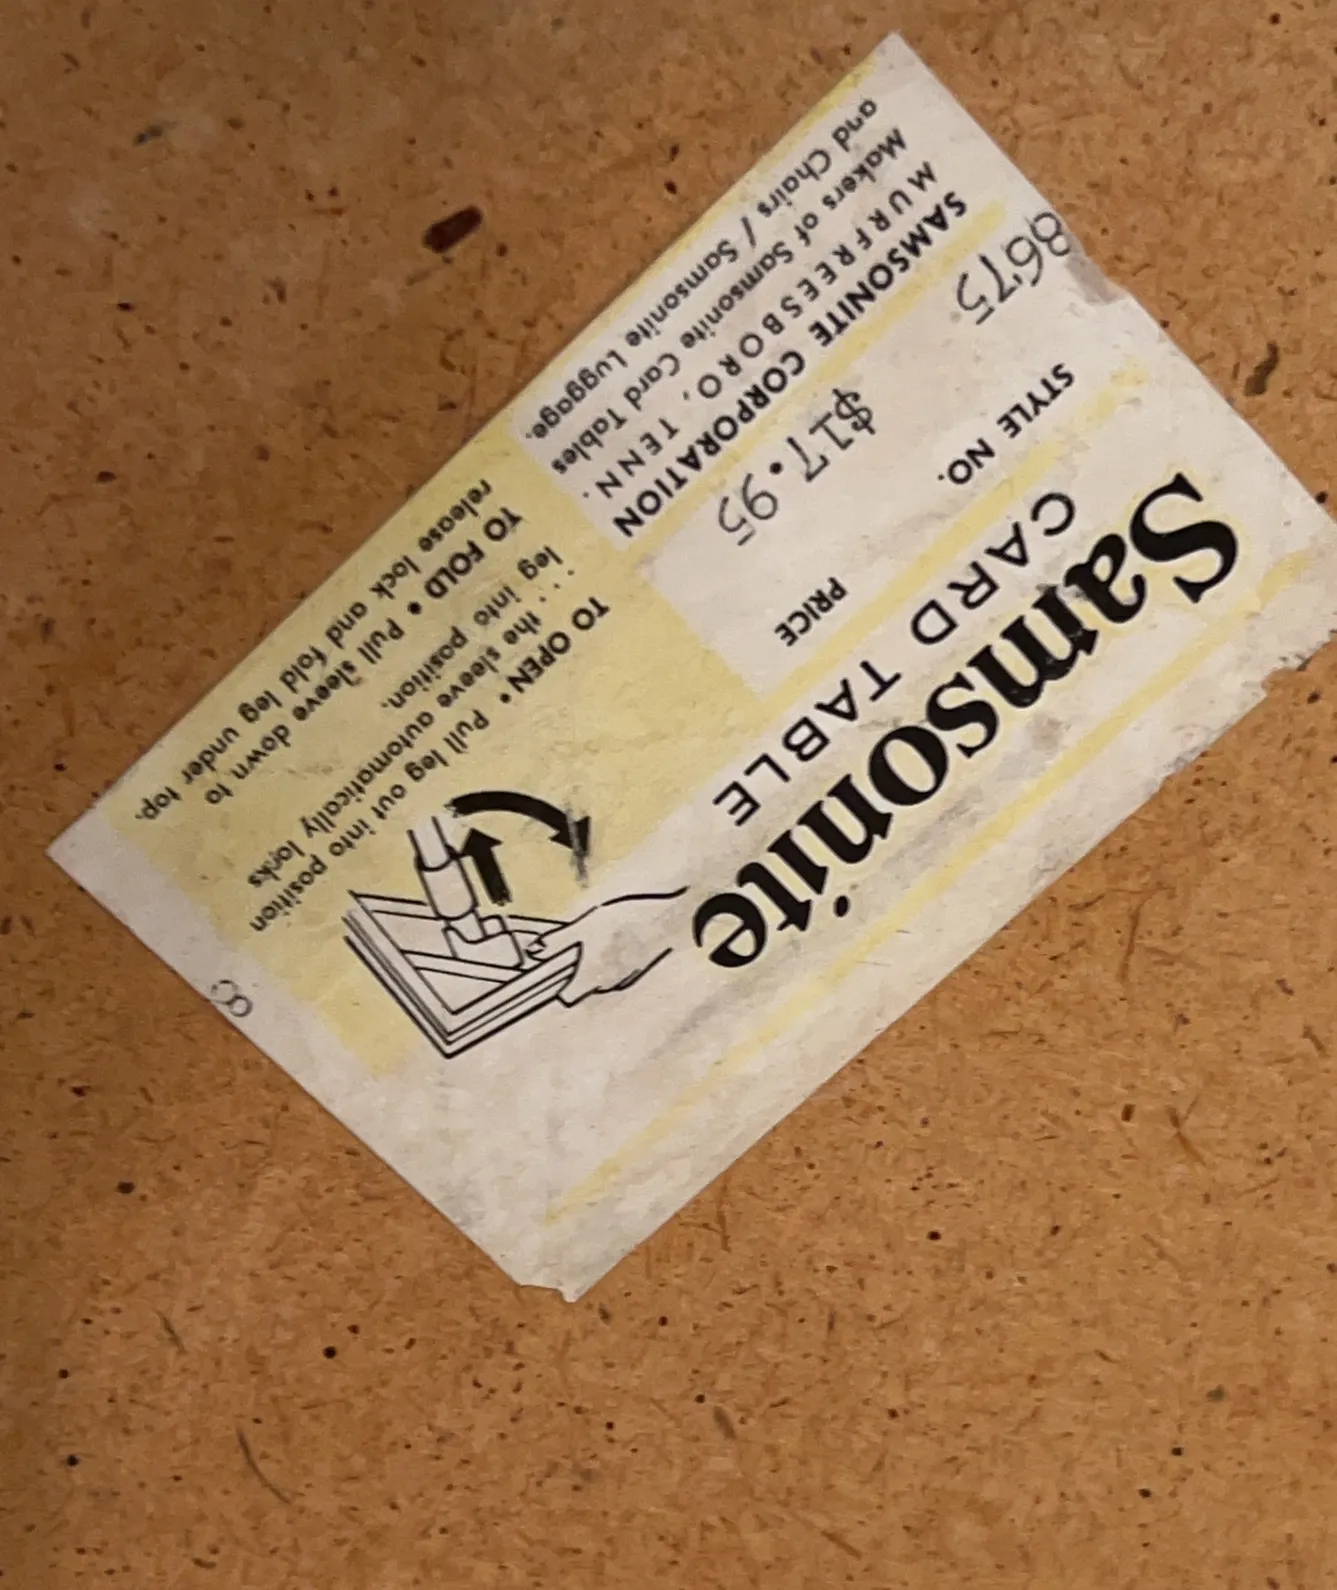 Samsonite
CARD TABLE
STYLE NO.
8675
PRICE
$17.95
SAMSONITE CORPORATION
MURFREESBORO, TENN.
Makers of Samsonite Card Tables
and Chairs / Samsonite Luggage.
TO OPEN • Pull leg out into position
... the sleeve automatically locks
leg into position.
TO FOLD • Pull sleeve down to
release lock and fold leg under top.
8